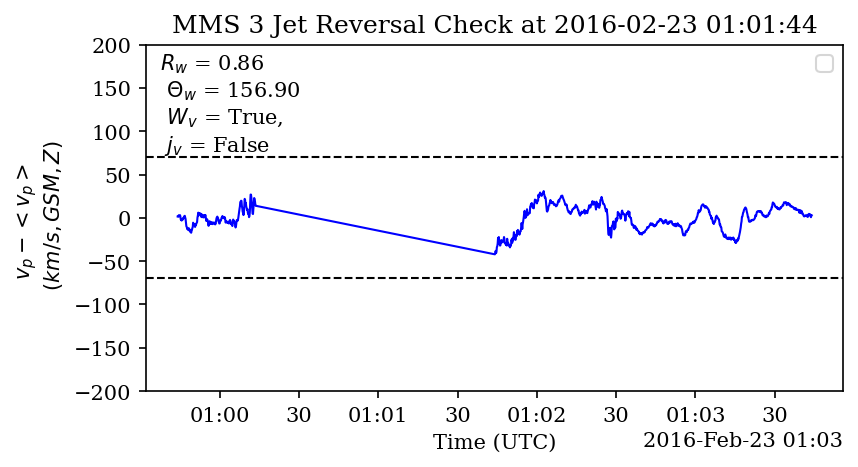 MMS 3 Jet Reversal Check at 2016-02-23 01:01:44
R_w = 0.86
Θ_w = 156.90
W_v = True,
j_v = False
v_p − < v_p >
(km/s, GSM, Z)
200
150
100
50
0
−50
−100
−150
−200
01:00 30 01:01 30 01:02 30 01:03 30
Time (UTC)
2016-Feb-23 01:03